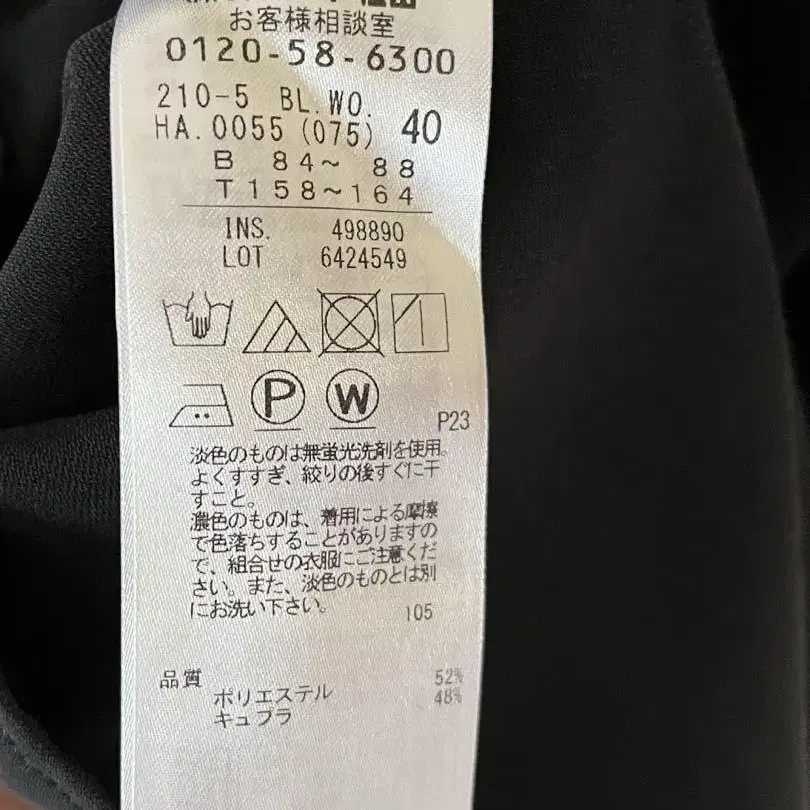 お客様相談室
0120-58-6300
210-5 BL.WO.
HA.0055(075) 40
B 84~ 88
T 158~164
INS. 498890
LOT 6424549
P W
P23
淡色のものは無蛍光洗剤を使用。
よくすすぎ、絞りの後すぐに干
すこと。
濃色のものは、着用による摩擦
で色落ちすることがありますの
で、組合せの衣服にご注意くだ
さい。また、淡色のものとは別
にお洗い下さい。
105
品質 52%
ポリエステル 48%
キュプラ